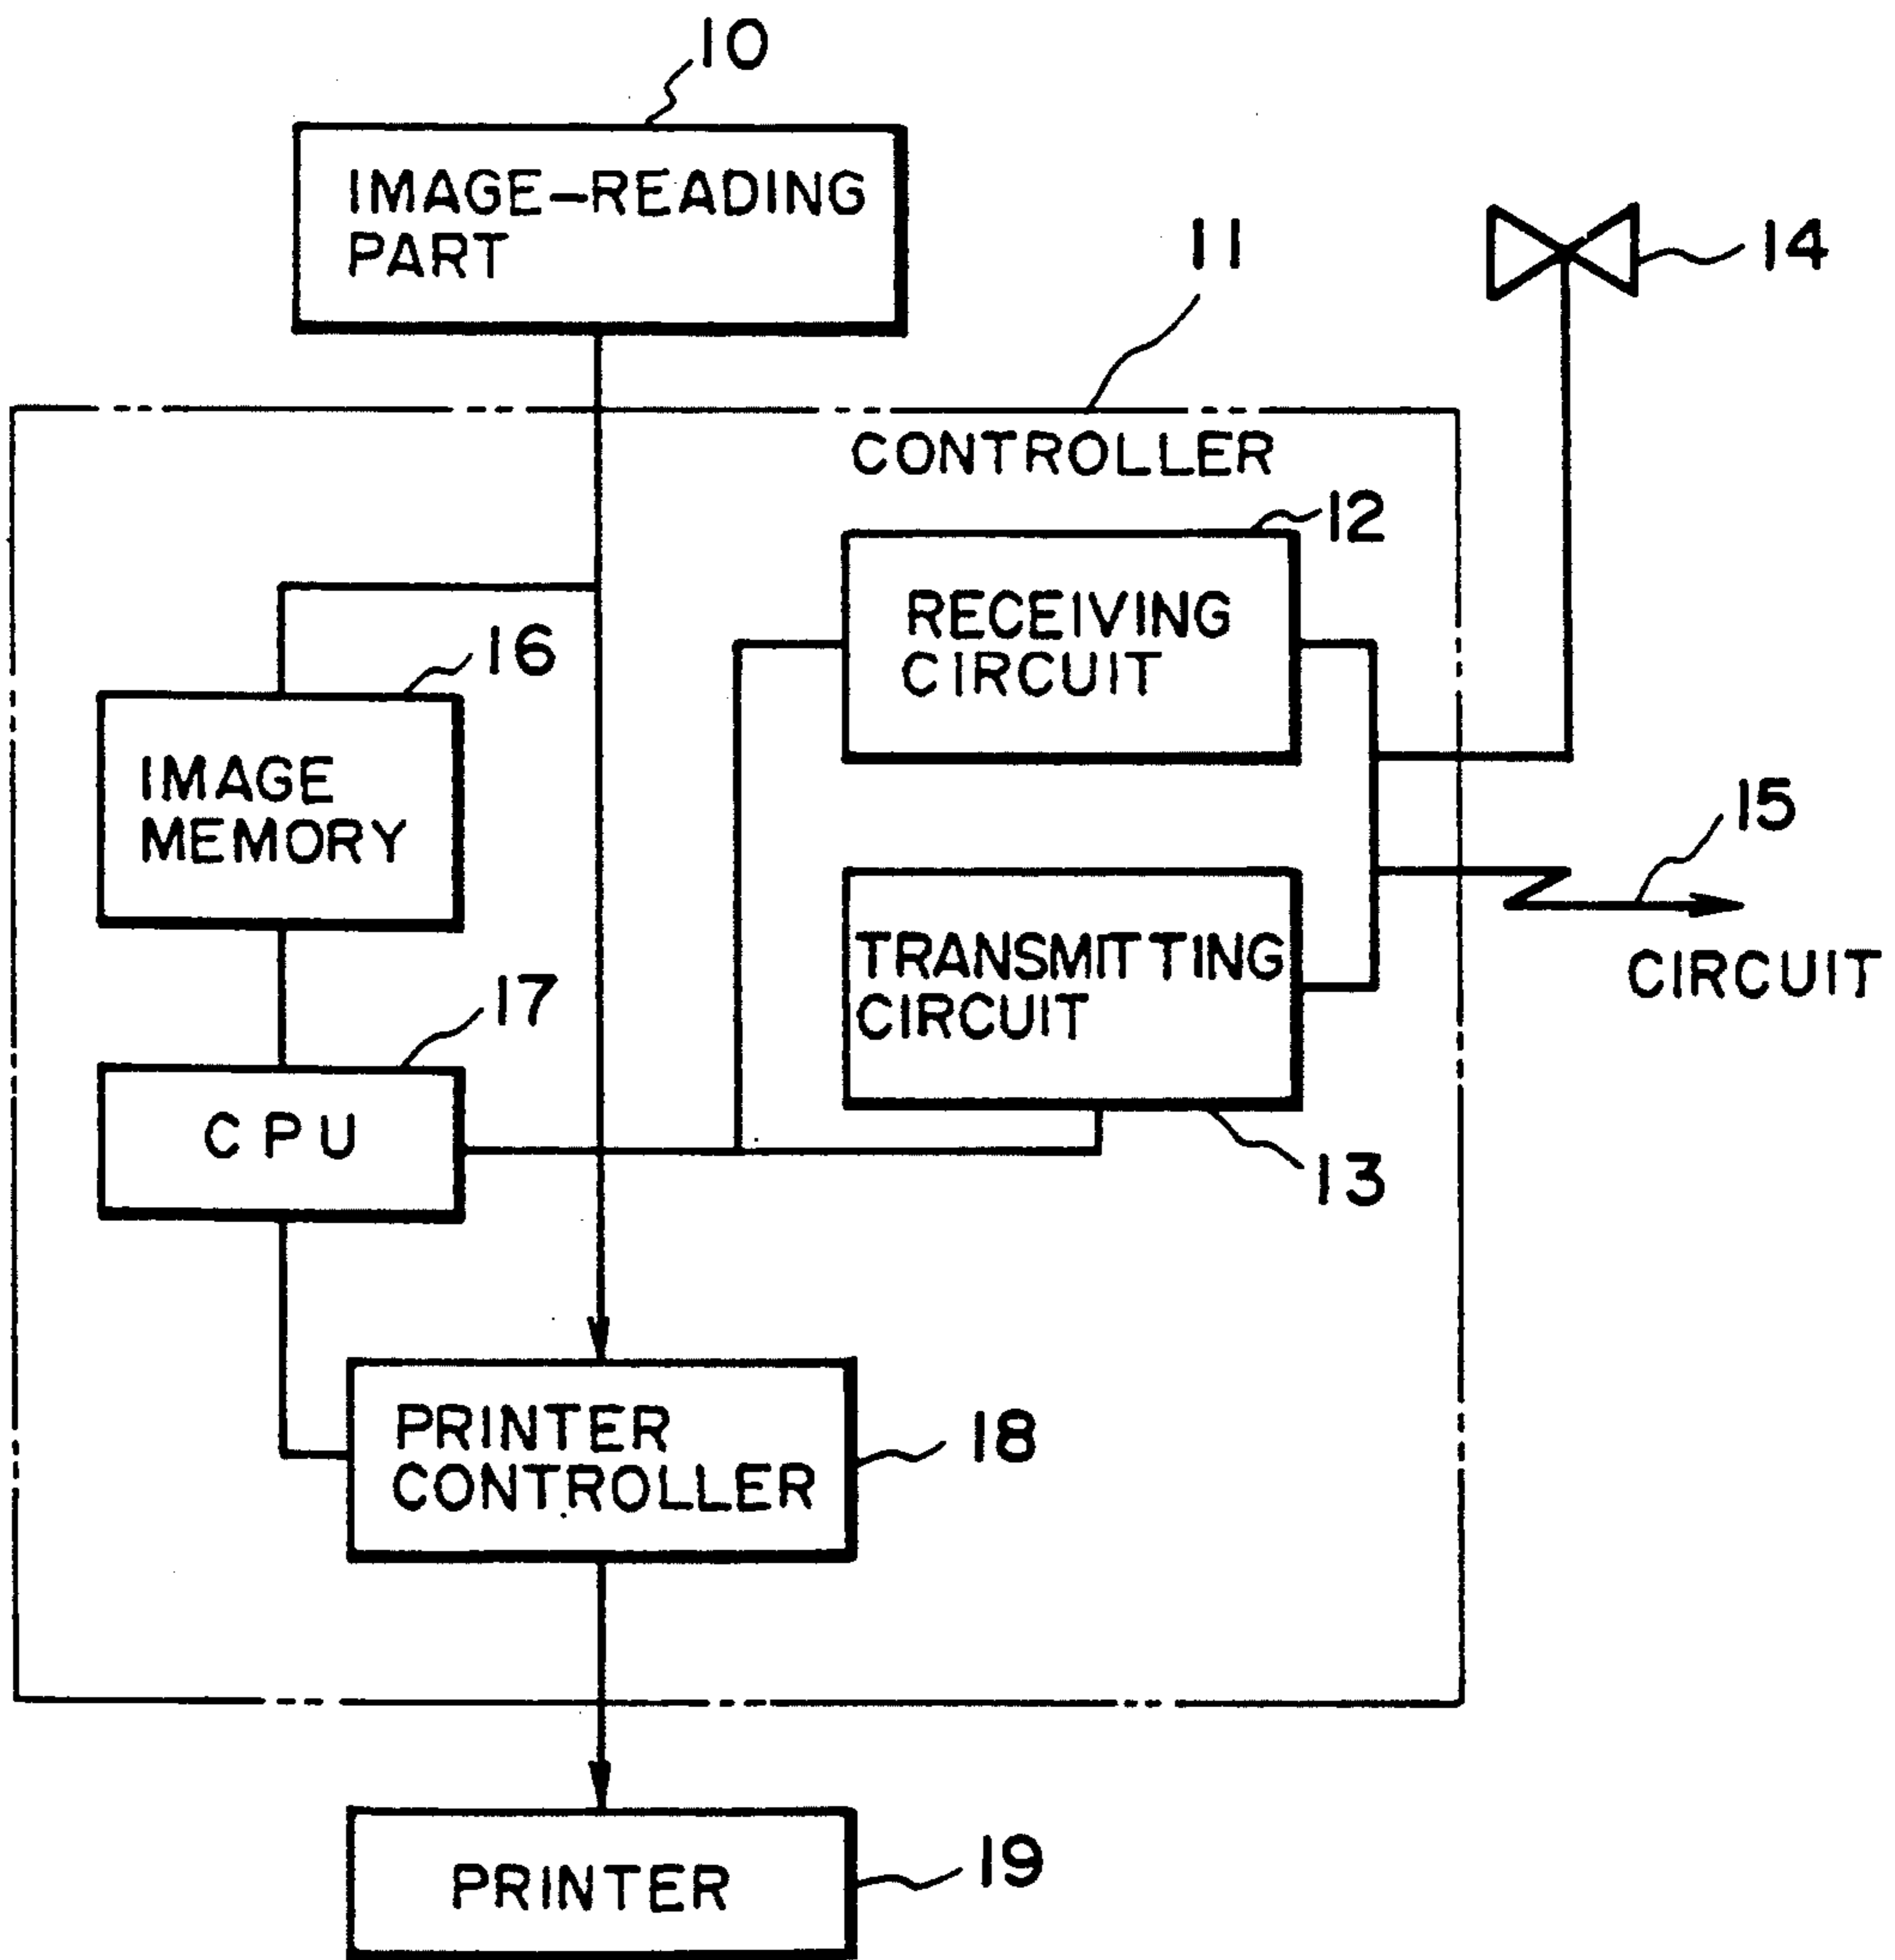 10
IMAGE-READING
PART
11
14
CONTROLLER
12
RECEIVING
CIRCUIT
16
IMAGE
MEMORY
15
TRANSMITTING
CIRCUIT
CIRCUIT
17
CPU
13
PRINTER
CONTROLLER
18
PRINTER
19